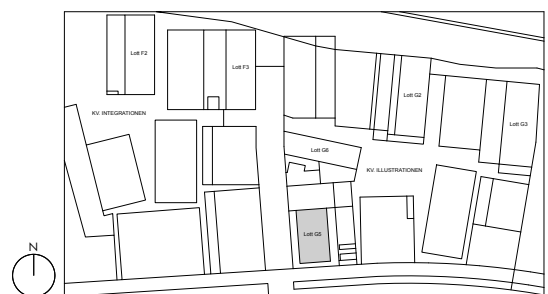 Lott F2
Lott F3
Lott G2
KV. INTEGRATIONEN
Lott G3
Lott G6
KV. ILLUSTRATIONEN
Lott G5
N